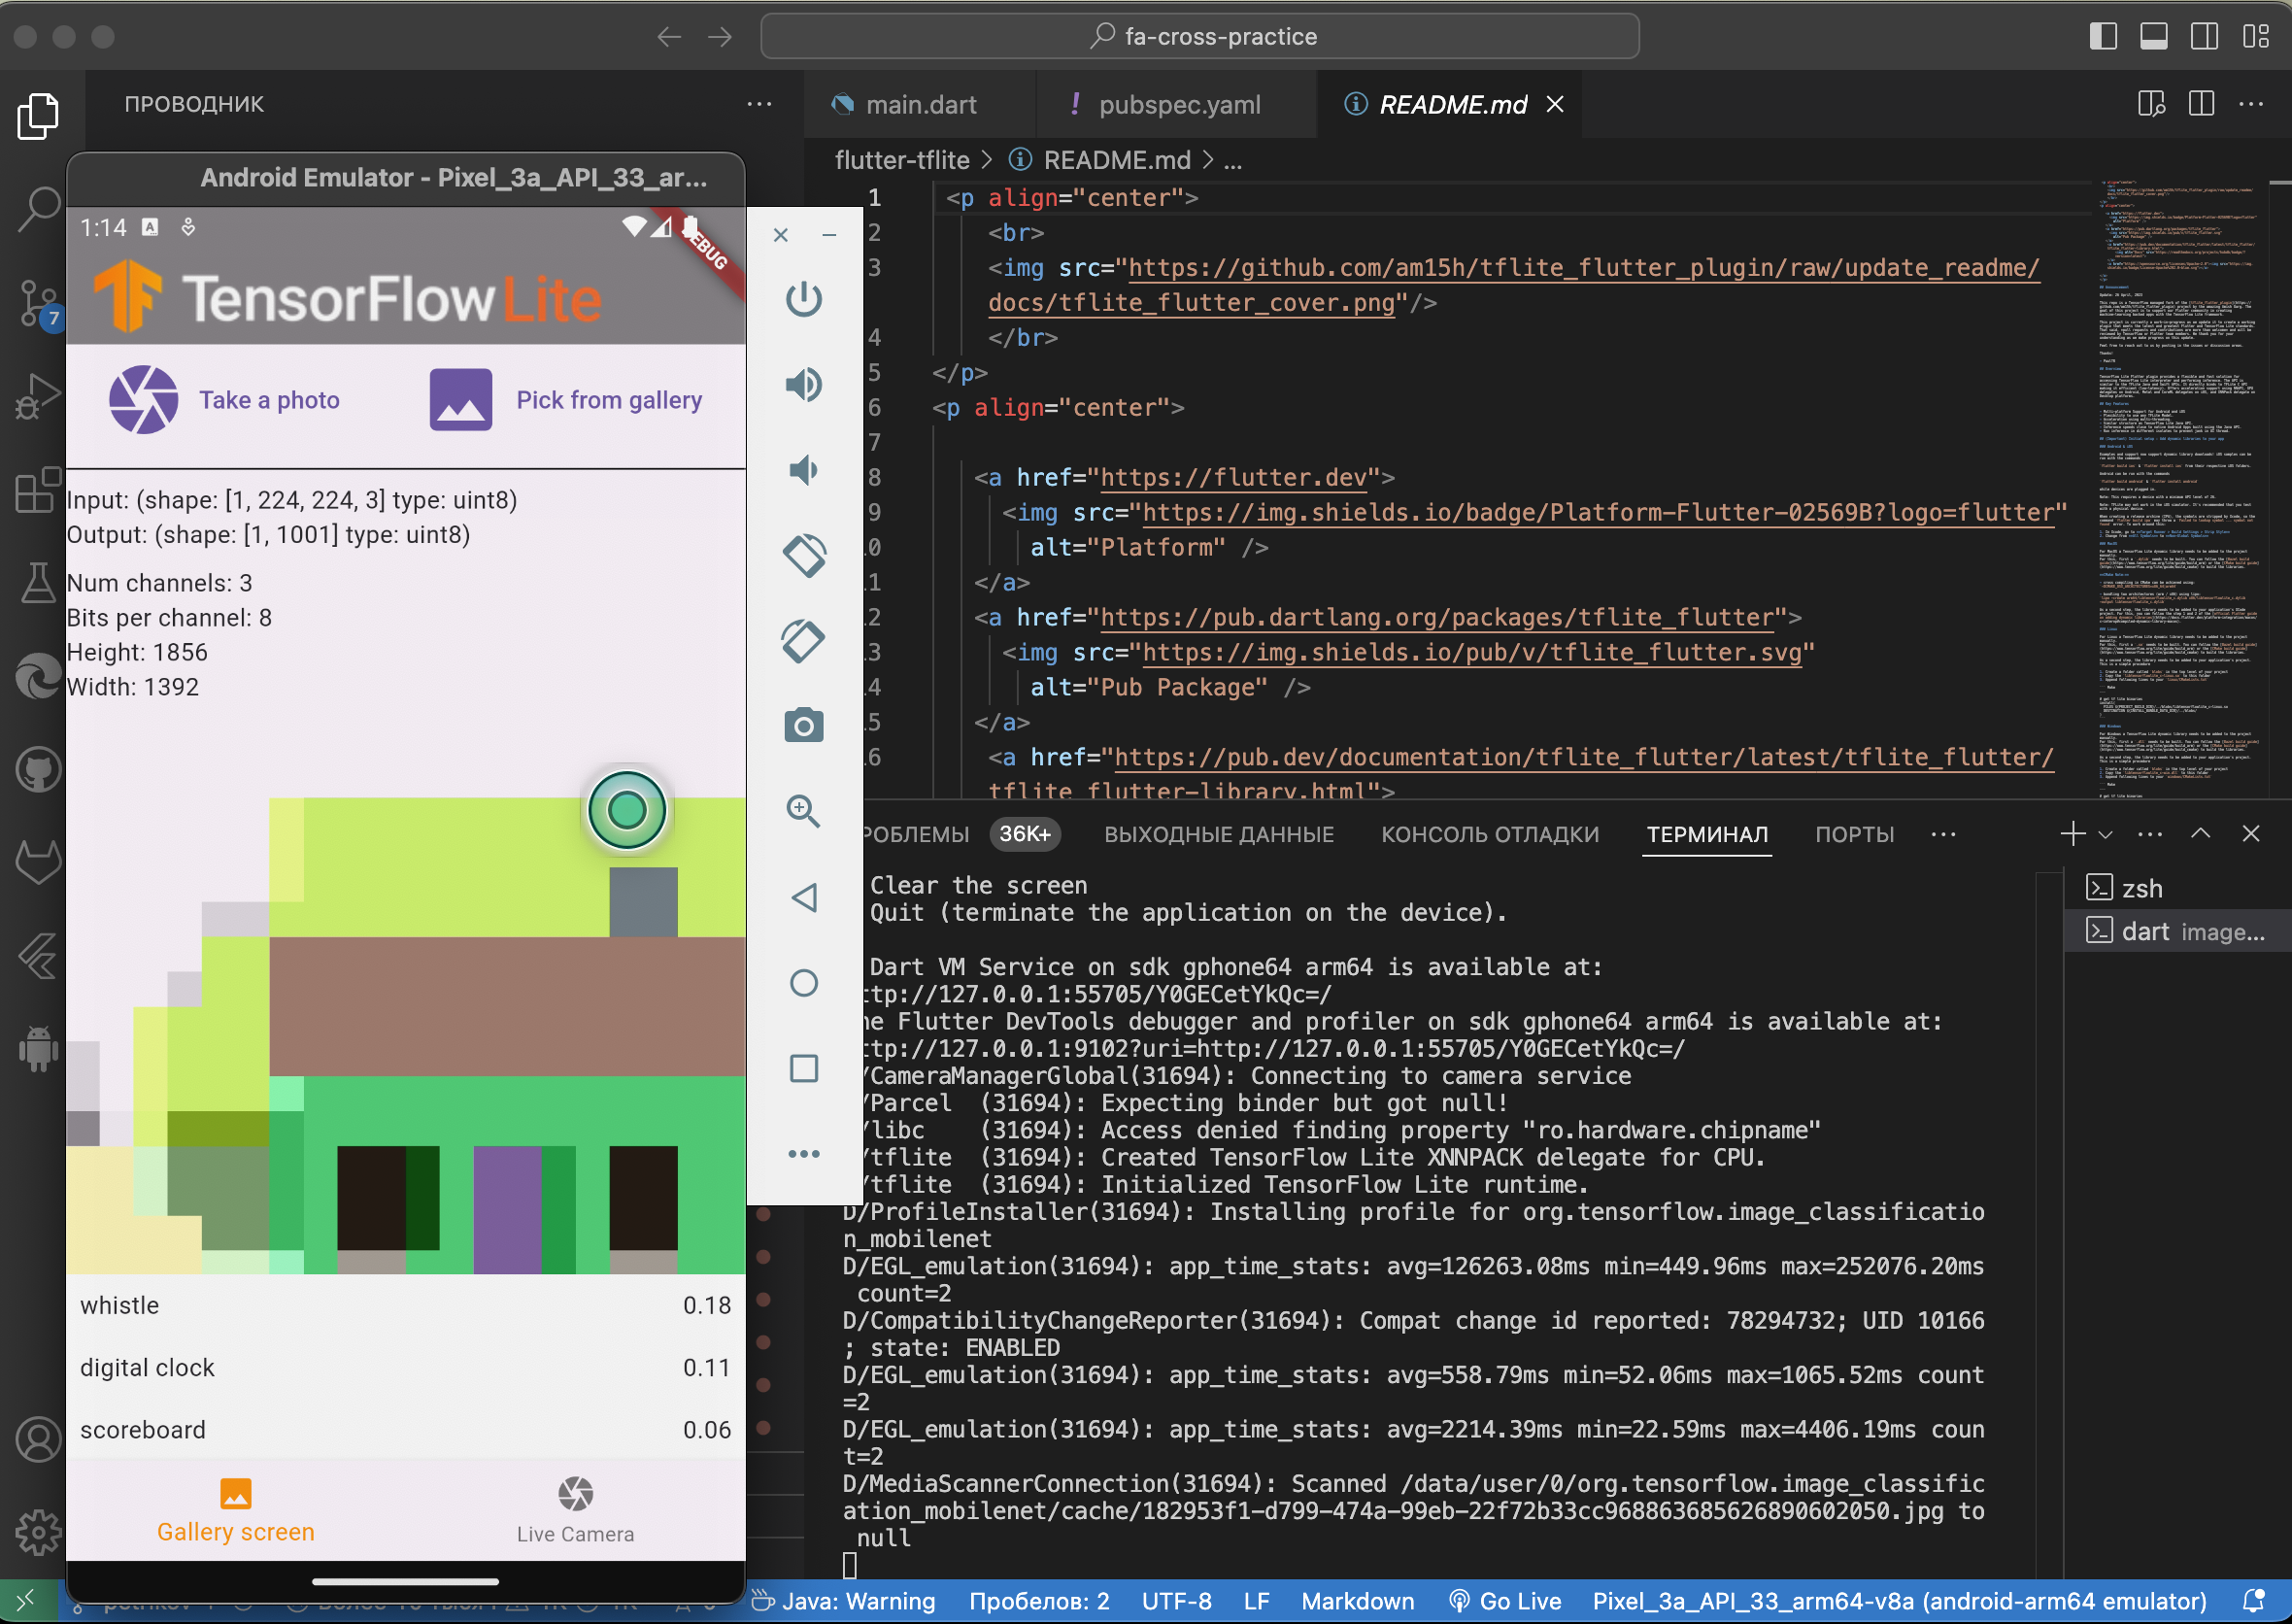 fa-cross-practice
ПРОВОДНИК
main.dart
pubspec.yaml
README.md
flutter-tflite > README.md > ...
7
Android Emulator - Pixel_3a_API_33_ar...
1:14
DEBUG
TensorFlow Lite
Take a photo
Pick from gallery
Input: (shape: [1, 224, 224, 3] type: uint8)
Output: (shape: [1, 1001] type: uint8)
Num channels: 3
Bits per channel: 8
Height: 1856
Width: 1392
whistle 0.18
digital clock 0.11
scoreboard 0.06
Gallery screen
Live Camera
1 <p align="center">
2 <br>
3 <img src="https://github.com/am15h/tflite_flutter_plugin/raw/update_readme/
docs/tflite_flutter_cover.png"/>
4 </br>
5 </p>
6 <p align="center">
7
8 <a href="https://flutter.dev">
9 <img src="https://img.shields.io/badge/Platform-Flutter-02569B?logo=flutter"
.0 alt="Platform" />
.1 </a>
.2 <a href="https://pub.dartlang.org/packages/tflite_flutter">
.3 <img src="https://img.shields.io/pub/v/tflite_flutter.svg"
.4 alt="Pub Package" />
.5 </a>
.6 <a href="https://pub.dev/documentation/tflite_flutter/latest/tflite_flutter/
tflite_flutter-library.html">
РОБЛЕМЫ 36K+ ВЫХОДНЫЕ ДАННЫЕ КОНСОЛЬ ОТЛАДКИ ТЕРМИНАЛ ПОРТЫ
Clear the screen
Quit (terminate the application on the device).
Dart VM Service on sdk gphone64 arm64 is available at:
ttp://127.0.0.1:55705/Y0GECetYkQc=/
he Flutter DevTools debugger and profiler on sdk gphone64 arm64 is available at:
ttp://127.0.0.1:9102?uri=http://127.0.0.1:55705/Y0GECetYkQc=/
/CameraManagerGlobal(31694): Connecting to camera service
/Parcel (31694): Expecting binder but got null!
/libc (31694): Access denied finding property "ro.hardware.chipname"
/tflite (31694): Created TensorFlow Lite XNNPACK delegate for CPU.
/tflite (31694): Initialized TensorFlow Lite runtime.
D/ProfileInstaller(31694): Installing profile for org.tensorflow.image_classificatio
n_mobilenet
D/EGL_emulation(31694): app_time_stats: avg=126263.08ms min=449.96ms max=252076.20ms
count=2
D/CompatibilityChangeReporter(31694): Compat change id reported: 78294732; UID 10166
; state: ENABLED
D/EGL_emulation(31694): app_time_stats: avg=558.79ms min=52.06ms max=1065.52ms count
=2
D/EGL_emulation(31694): app_time_stats: avg=2214.39ms min=22.59ms max=4406.19ms coun
t=2
D/MediaScannerConnection(31694): Scanned /data/user/0/org.tensorflow.image_classific
ation_mobilenet/cache/182953f1-d799-474a-99eb-22f72b33cc968863685626890602050.jpg to
null
zsh
dart image...
Java: Warning Пробелов: 2 UTF-8 LF Markdown Go Live Pixel_3a_API_33_arm64-v8a (android-arm64 emulator)